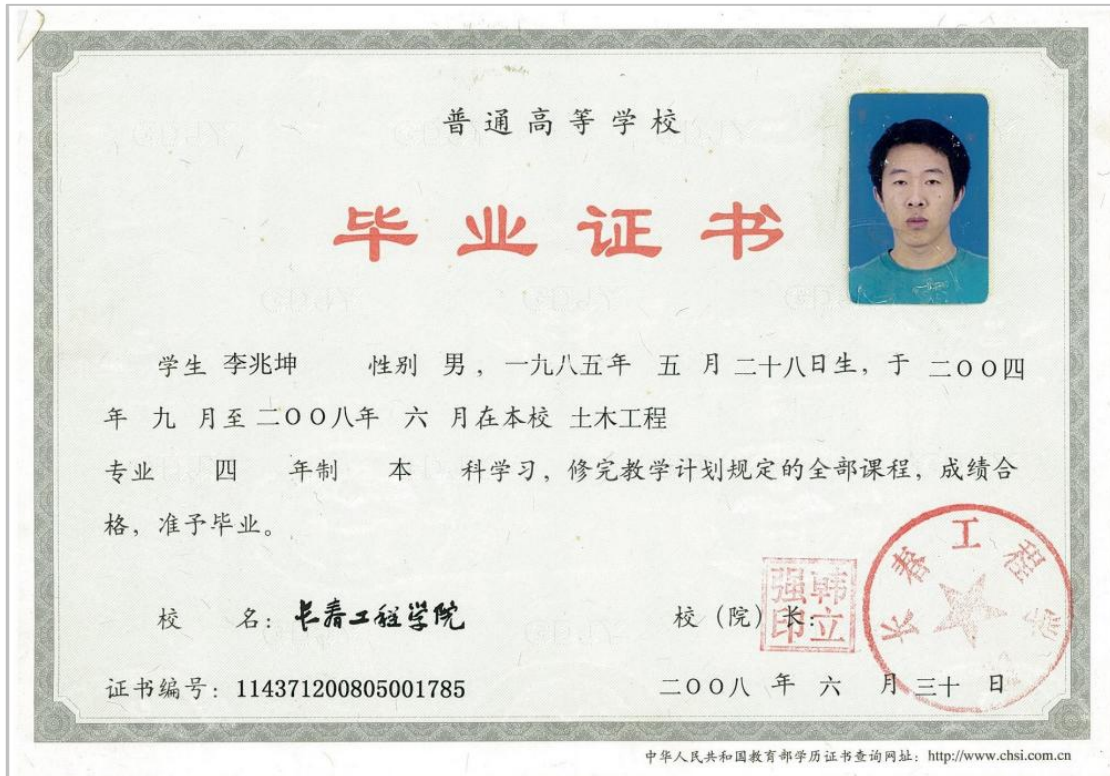 普通高等学校
毕业证书
学生 李兆坤 性别 男，一九八五年 五 月 二十八日生，于 二〇〇四
年 九 月至 二〇〇八年 六 月在本校 土木工程
专业 四 年制 本 科学习，修完教学计划规定的全部课程，成绩合
格，准予毕业。
校 名：长春工程学院
校（院）长：
韩立强印
长春工程学
证书编号：114371200805001785
二〇〇八 年 六 月 三十 日
中华人民共和国教育部学历证书查询网址：http://www.chsi.com.cn